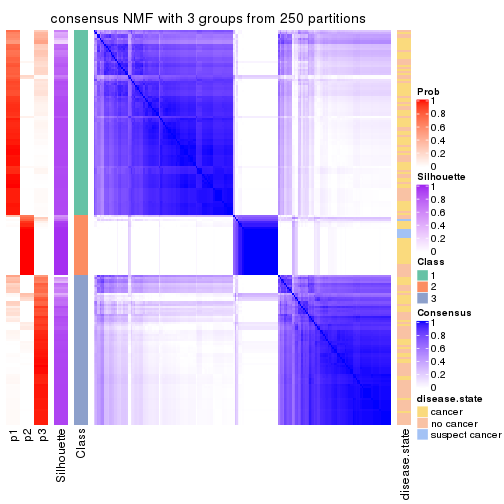 consensus NMF with 3 groups from 250 partitions
Prob
1
0.8
0.6
0.4
0.2
0
Silhouette
1
0.8
0.6
0.4
0.2
0
Class
1
2
3
Consensus
1
0.8
0.6
0.4
0.2
0
disease.state
cancer
no cancer
suspect cancer
p1
p2
p3
Silhouette
Class
disease.state